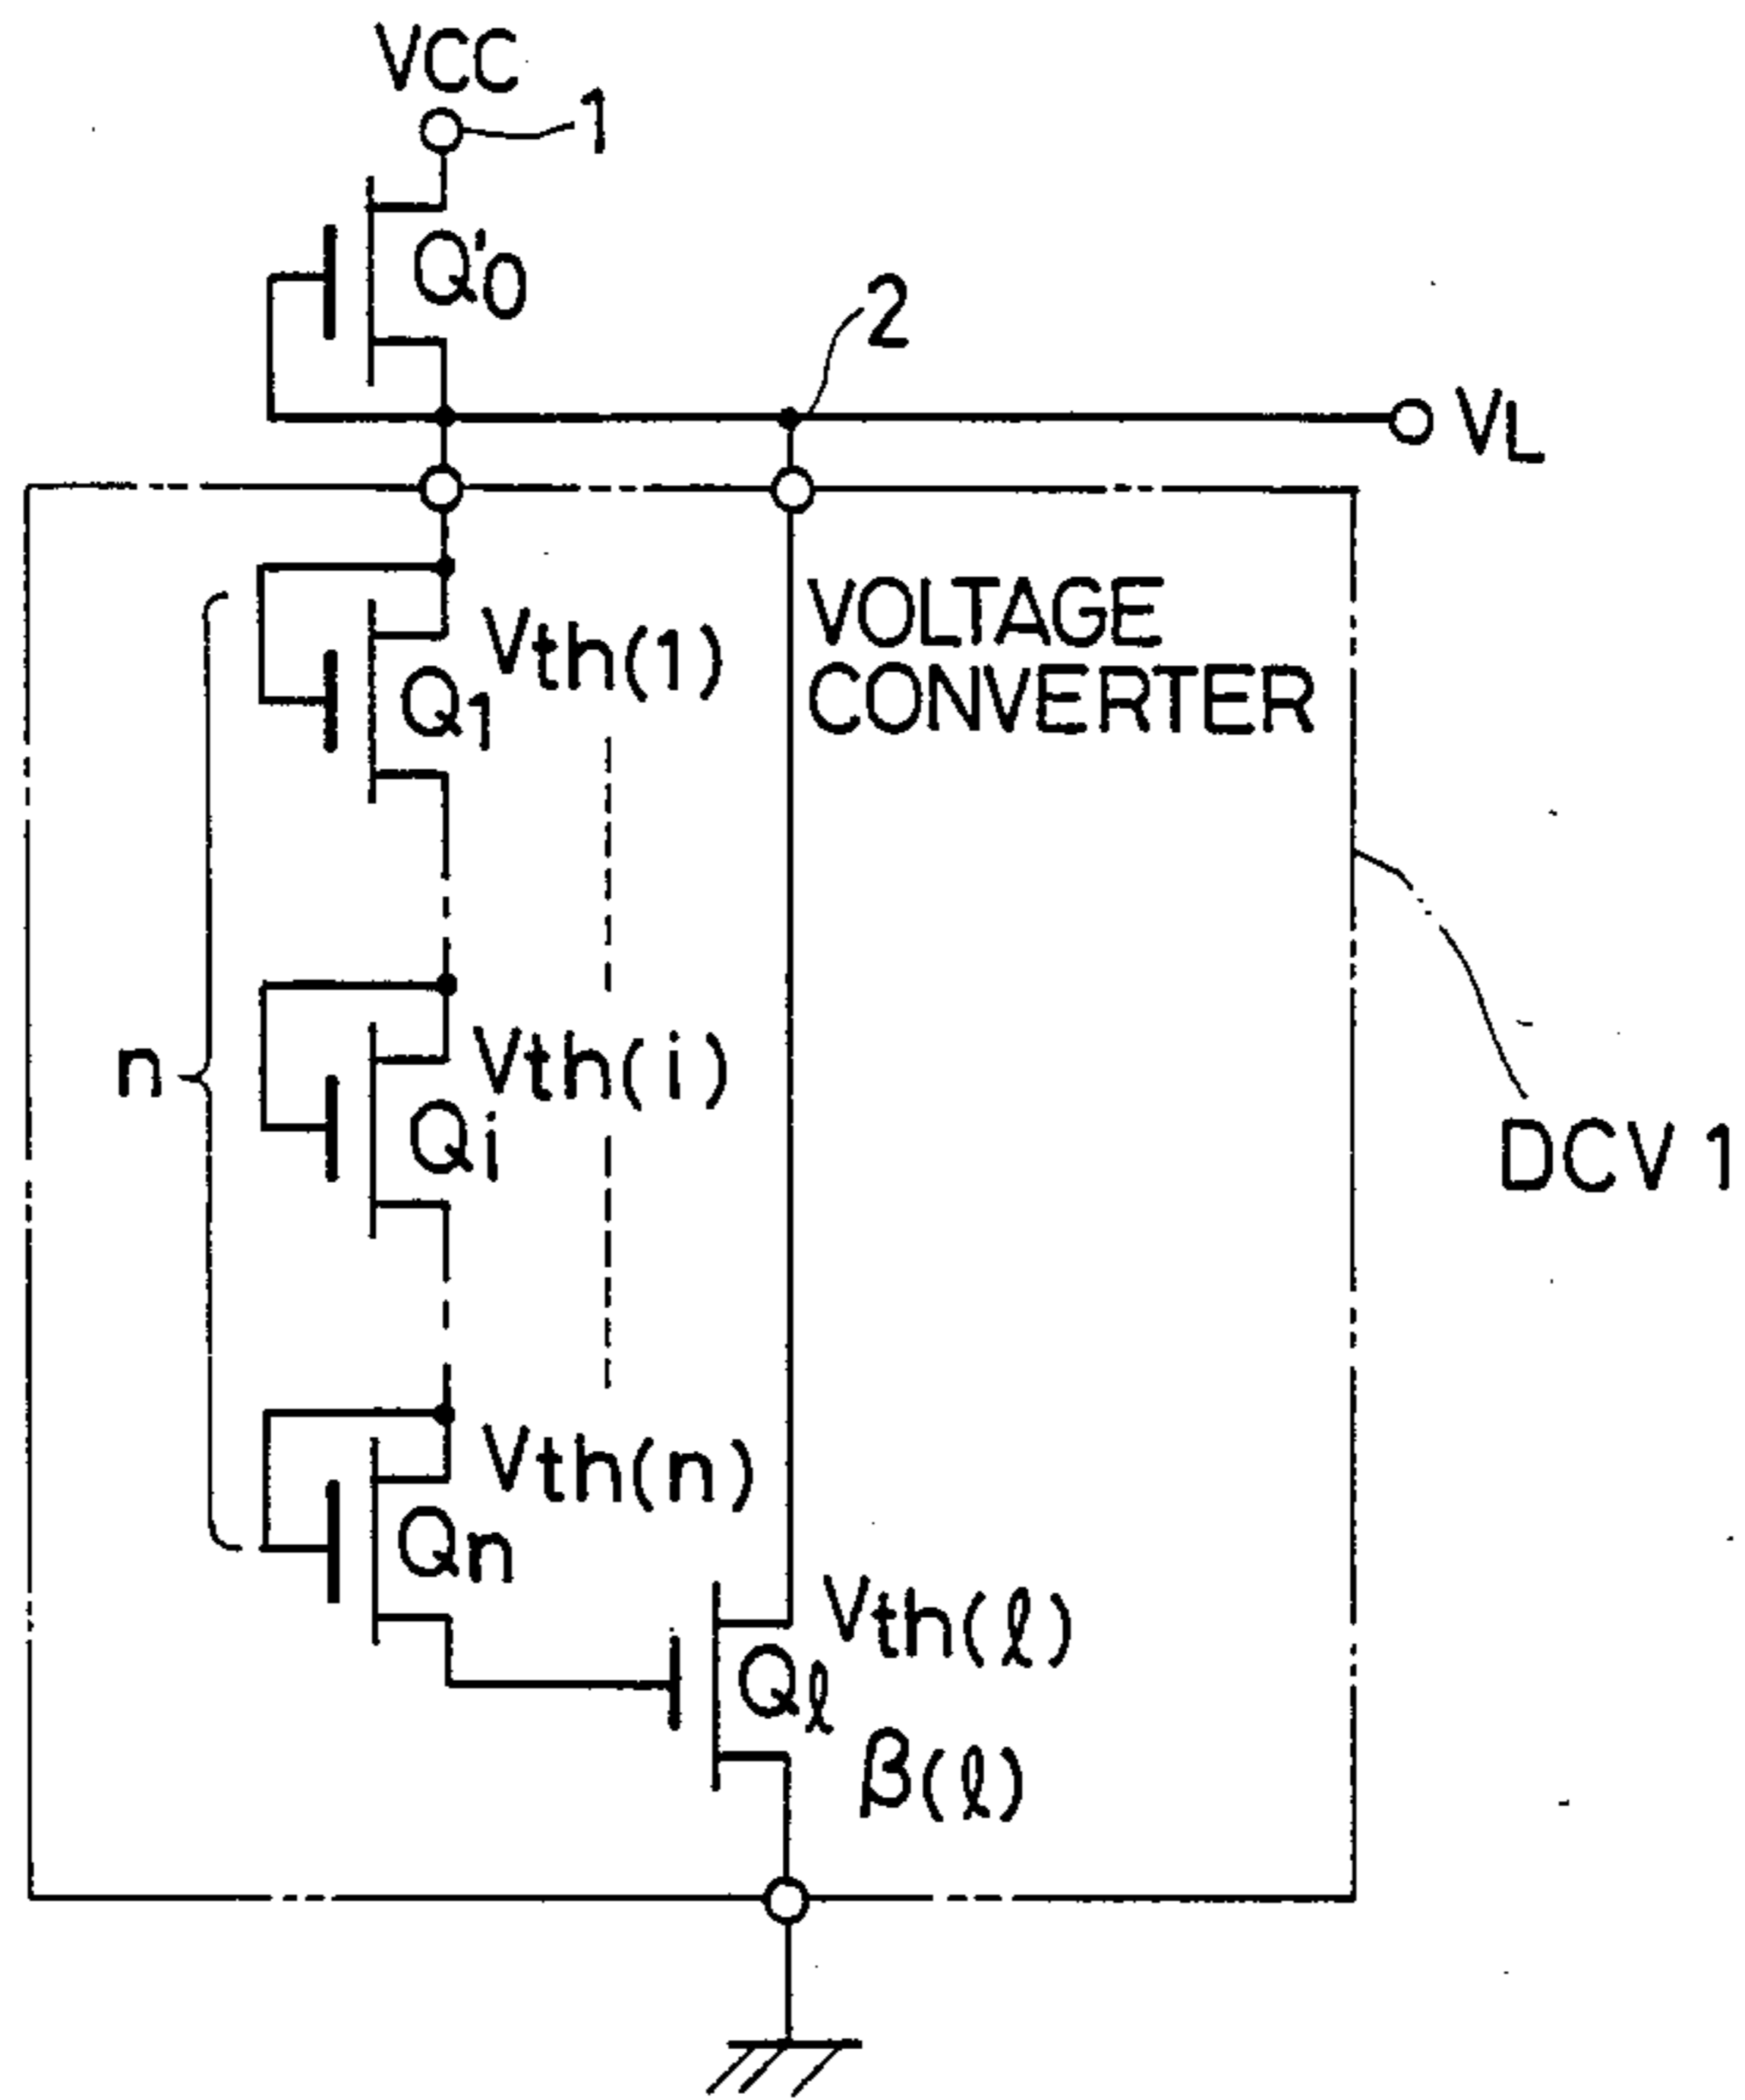 VCC
1
Q'0
2
VL
Vth(1)
Q1
VOLTAGE
CONVERTER
n
Vth(i)
Qi
DCV 1
Vth(n)
Qn
Vth(ℓ)
Qℓ
β(ℓ)